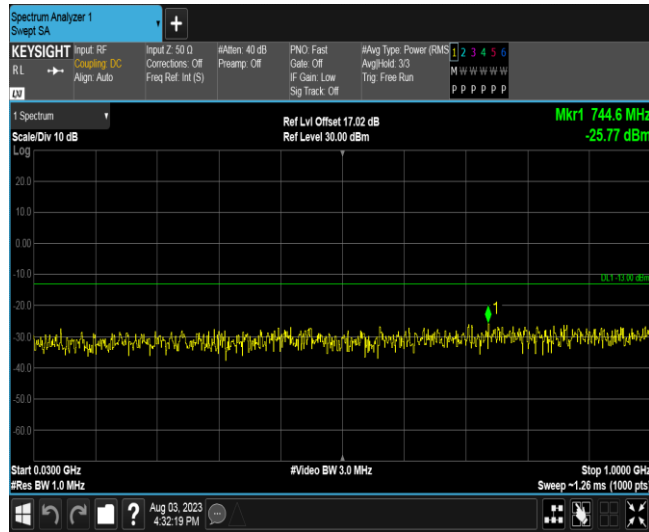 Spectrum Analyzer 1
Swept SA
+
KEYSIGHT Input: RF Input Z: 50 Ω #Atten: 40 dB PNO: Fast #Avg Type: Power (RMS 1 2 3 4 5 6
RL Coupling: DC Corrections: Off Preamp: Off Gate: Off Avg|Hold: 3/3 M W W W W W
Align: Auto Freq Ref: Int (S) IF Gain: Low Trig: Free Run
Sig Track: Off P P P P P P
LXI
1 Spectrum Ref Lvl Offset 17.02 dB Mkr1 744.6 MHz
Scale/Div 10 dB Ref Level 30.00 dBm -25.77 dBm
Log
20.0
10.0
0.00
-10.0
DL1 -13.00 dBm
-20.0
1
-30.0
-40.0
-50.0
-60.0
Start 0.0300 GHz #Video BW 3.0 MHz Stop 1.0000 GHz
#Res BW 1.0 MHz Sweep ~1.26 ms (1000 pts)
? Aug 03, 2023
4:32:19 PM